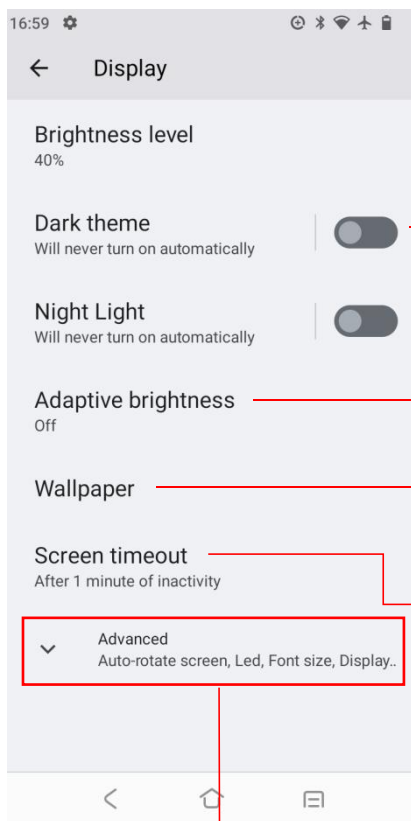 16:59
Display
Brightness level
40%
Dark theme
Will never turn on automatically
Night Light
Will never turn on automatically
Adaptive brightness
Off
Wallpaper
Screen timeout
After 1 minute of inactivity
Advanced
Auto-rotate screen, Led, Font size, Display..